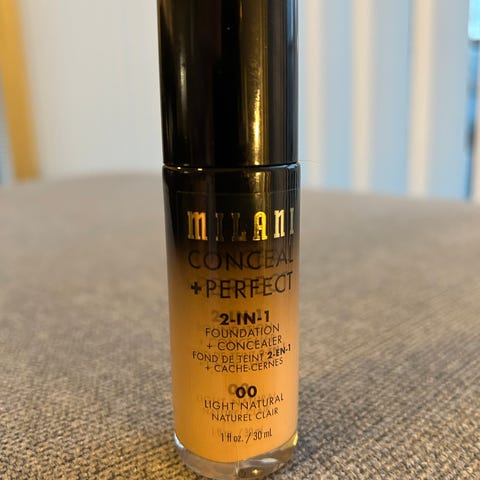 MILANI
CONCEAL
+PERFECT
2-IN-1
FOUNDATION
+ CONCEALER
FOND DE TEINT 2-EN-1
+ CACHE-CERNES
00
LIGHT NATURAL
NATUREL CLAIR
1 fl oz. / 30 mL